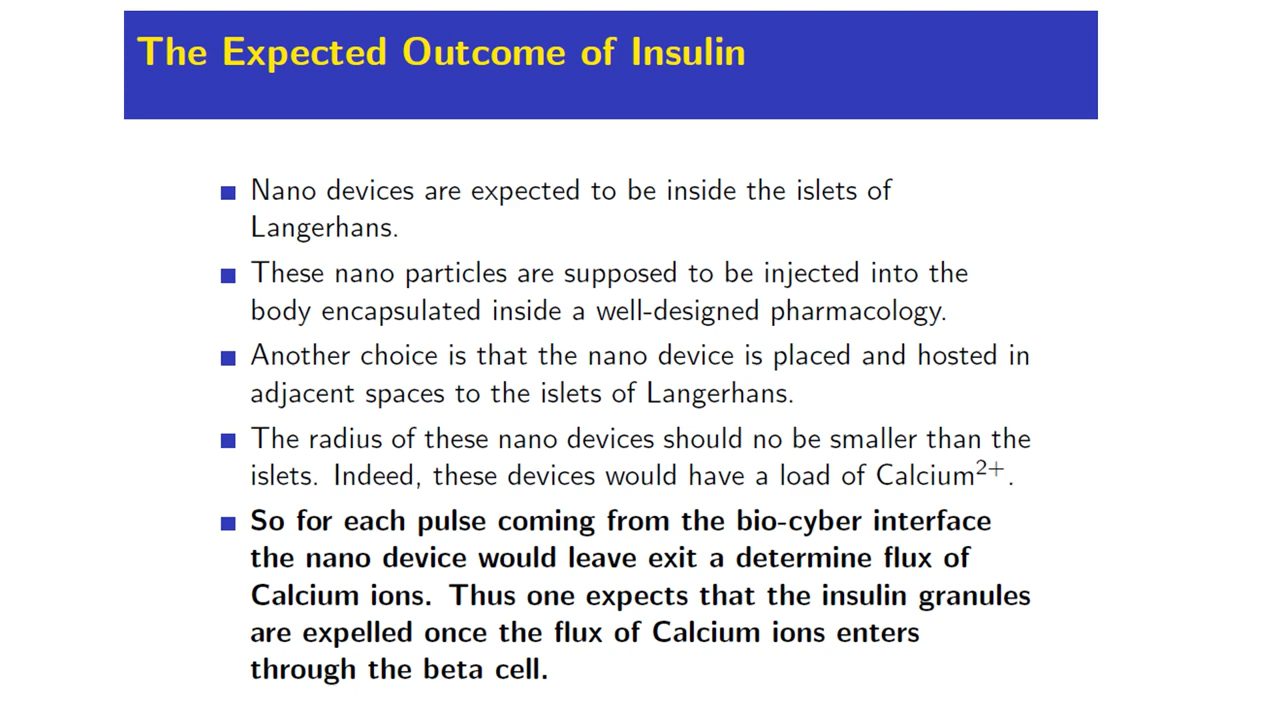 The Expected Outcome of Insulin
Nano devices are expected to be inside the islets of
Langerhans.
These nano particles are supposed to be injected into the
body encapsulated inside a well-designed pharmacology.
Another choice is that the nano device is placed and hosted in
adjacent spaces to the islets of Langerhans.
The radius of these nano devices should no be smaller than the
islets. Indeed, these devices would have a load of Calcium²⁺.
So for each pulse coming from the bio-cyber interface
the nano device would leave exit a determine flux of
Calcium ions. Thus one expects that the insulin granules
are expelled once the flux of Calcium ions enters
through the beta cell.